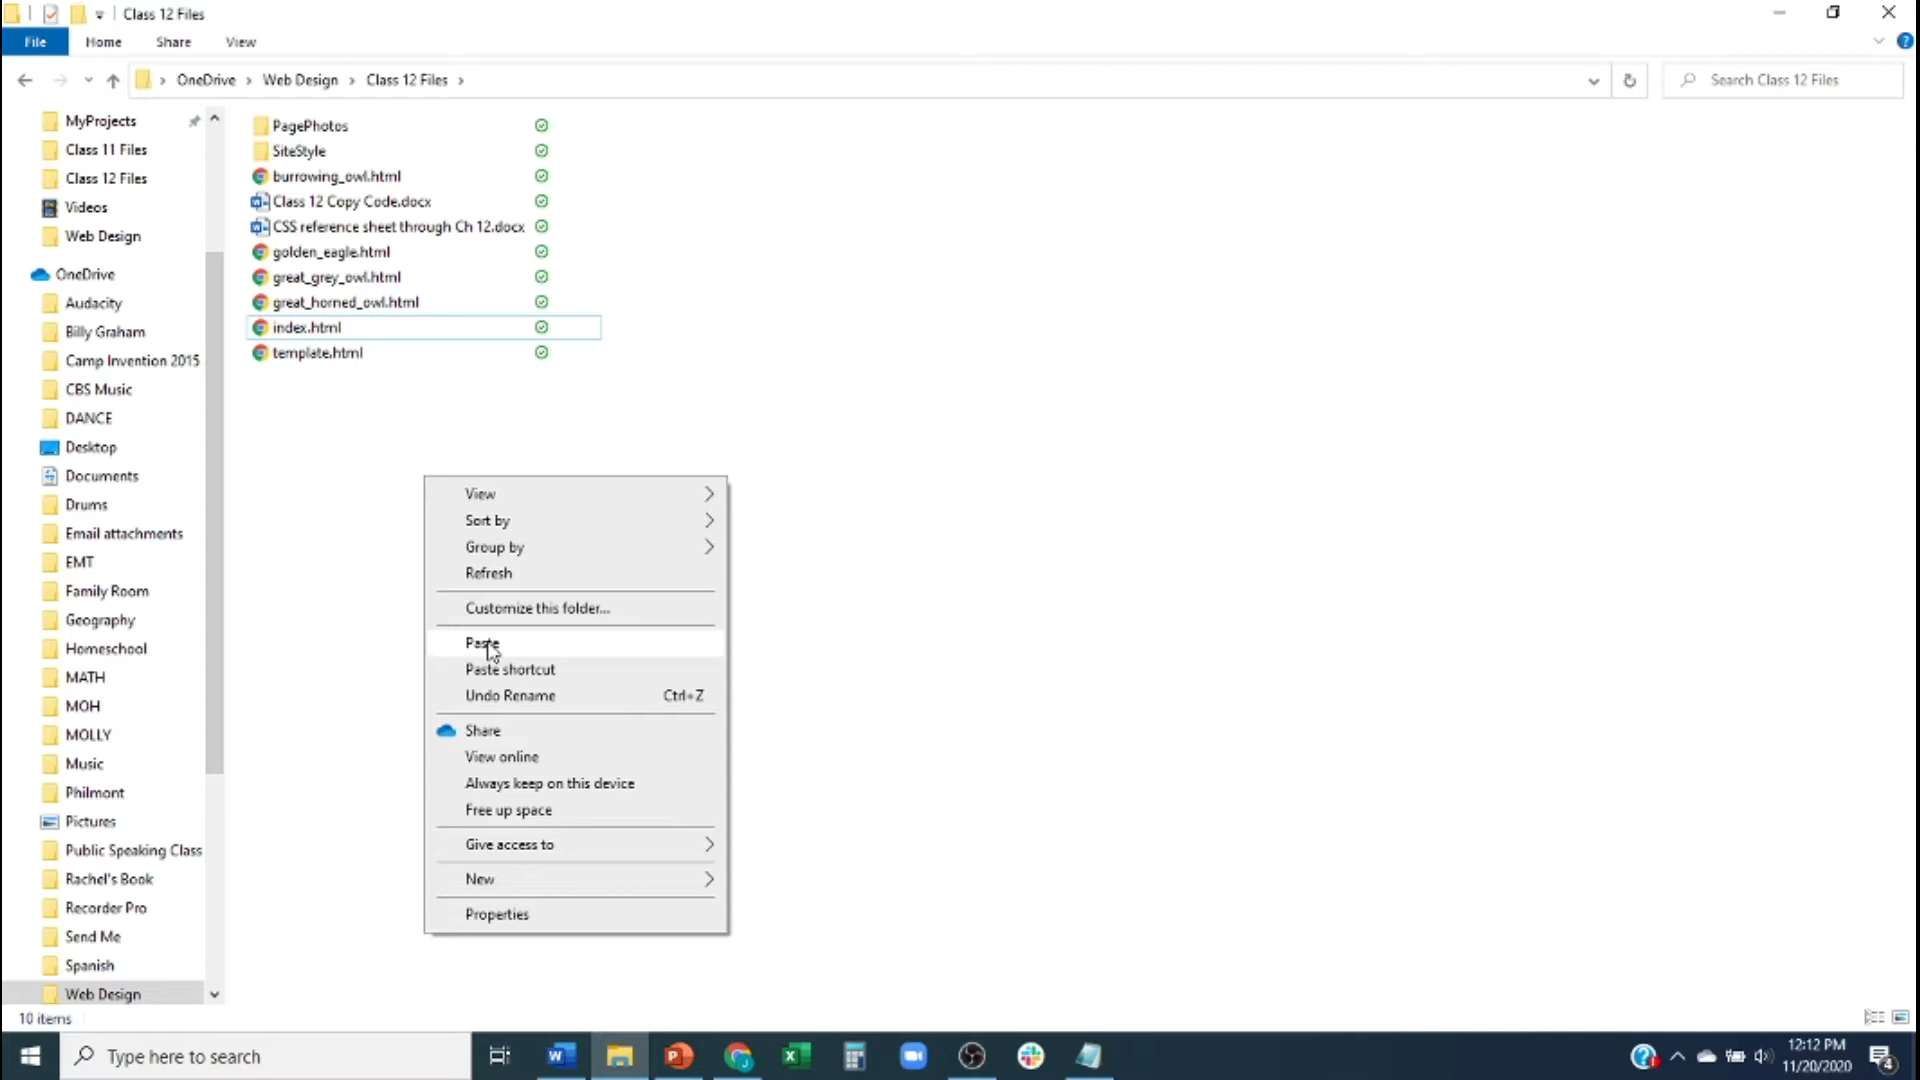 Class 12 Files
File Home Share View
OneDrive Web Design Class 12 Files
Search Class 12 Files
MyProjects
Class 11 Files
Class 12 Files
Videos
Web Design
OneDrive
Audacity
Billy Graham
Camp Invention 2015
CBS Music
DANCE
Desktop
Documents
Drums
Email attachments
EMT
Family Room
Geography
Homeschool
MATH
MOH
MOLLY
Music
Philmont
Pictures
Public Speaking Class
Rachel's Book
Recorder Pro
Send Me
Spanish
Web Design
PagePhotos
SiteStyle
burrowing_owl.html
Class 12 Copy Code.docx
CSS reference sheet through Ch 12.docx
golden_eagle.html
great_grey_owl.html
great_horned_owl.html
index.html
template.html
View
Sort by
Group by
Refresh
Customize this folder...
Paste
Paste shortcut
Undo Rename Ctrl+Z
Share
View online
Always keep on this device
Free up space
Give access to
New
Properties
10 items
Type here to search
12:12 PM
11/20/2020
4